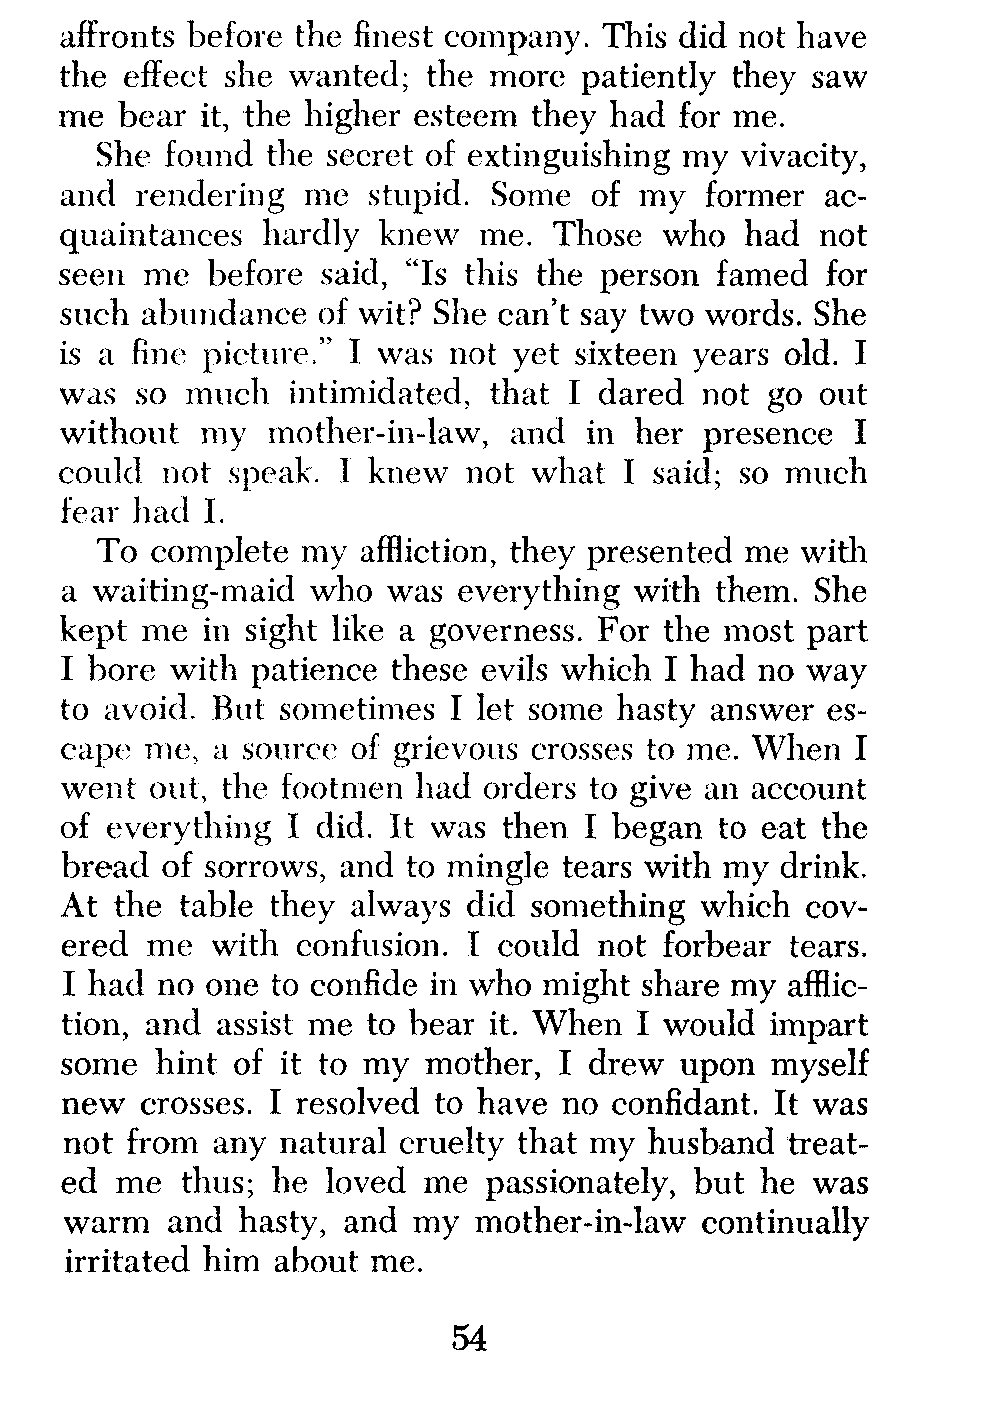 affronts before the finest company. This did not have
the effect she wanted; the more patiently they saw
me bear it, the higher esteem they had for me.
She found the secret of extinguishing my vivacity,
and rendering me stupid. Some of my former ac-
quaintances hardly knew me. Those who had not
seen me before said, “Is this the person famed for
such abundance of wit? She can't say two words. She
is a fine picture.” I was not yet sixteen years old. I
was so much intimidated, that I dared not go out
without my mother-in-law, and in her presence I
could not speak. I knew not what I said; so much
fear had I.
To complete my affliction, they presented me with
a waiting-maid who was everything with them. She
kept me in sight like a governess. For the most part
I bore with patience these evils which I had no way
to avoid. But sometimes I let some hasty answer es-
cape me, a source of grievous crosses to me. When I
went out, the footmen had orders to give an account
of everything I did. It was then I began to eat the
bread of sorrows, and to mingle tears with my drink.
At the table they always did something which cov-
ered me with confusion. I could not forbear tears.
I had no one to confide in who might share my afflic-
tion, and assist me to bear it. When I would impart
some hint of it to my mother, I drew upon myself
new crosses. I resolved to have no confidant. It was
not from any natural cruelty that my husband treat-
ed me thus; he loved me passionately, but he was
warm and hasty, and my mother-in-law continually
irritated him about me.
54